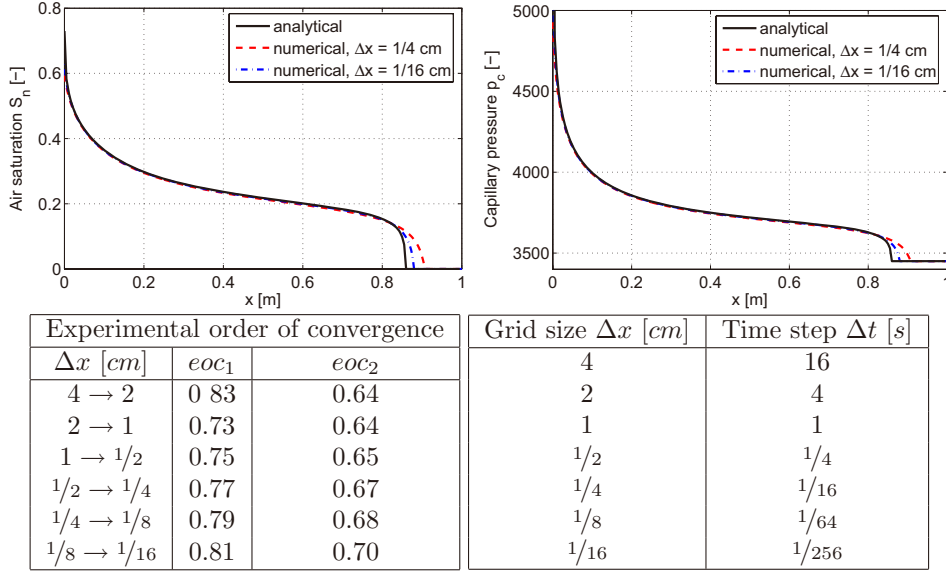 analytical
numerical, Δx = 1/4 cm
numerical, Δx = 1/16 cm
Air saturation S_n [−]
0.8
0.6
0.4
0.2
0
0 0.2 0.4 0.6 0.8 1
x [m]
analytical
numerical, Δx = 1/4 cm
numerical, Δx = 1/16 cm
Capillary pressure p_c [−]
5000
4500
4000
3500
0 0.2 0.4 0.6 0.8 1
x [m]
Experimental order of convergence
Δx [cm] eoc₁ eoc₂
4 → 2 0 83 0.64
2 → 1 0.73 0.64
1 → 1/2 0.75 0.65
1/2 → 1/4 0.77 0.67
1/4 → 1/8 0.79 0.68
1/8 → 1/16 0.81 0.70
Grid size Δx [cm] Time step Δt [s]
4 16
2 4
1 1
1/2 1/4
1/4 1/16
1/8 1/64
1/16 1/256